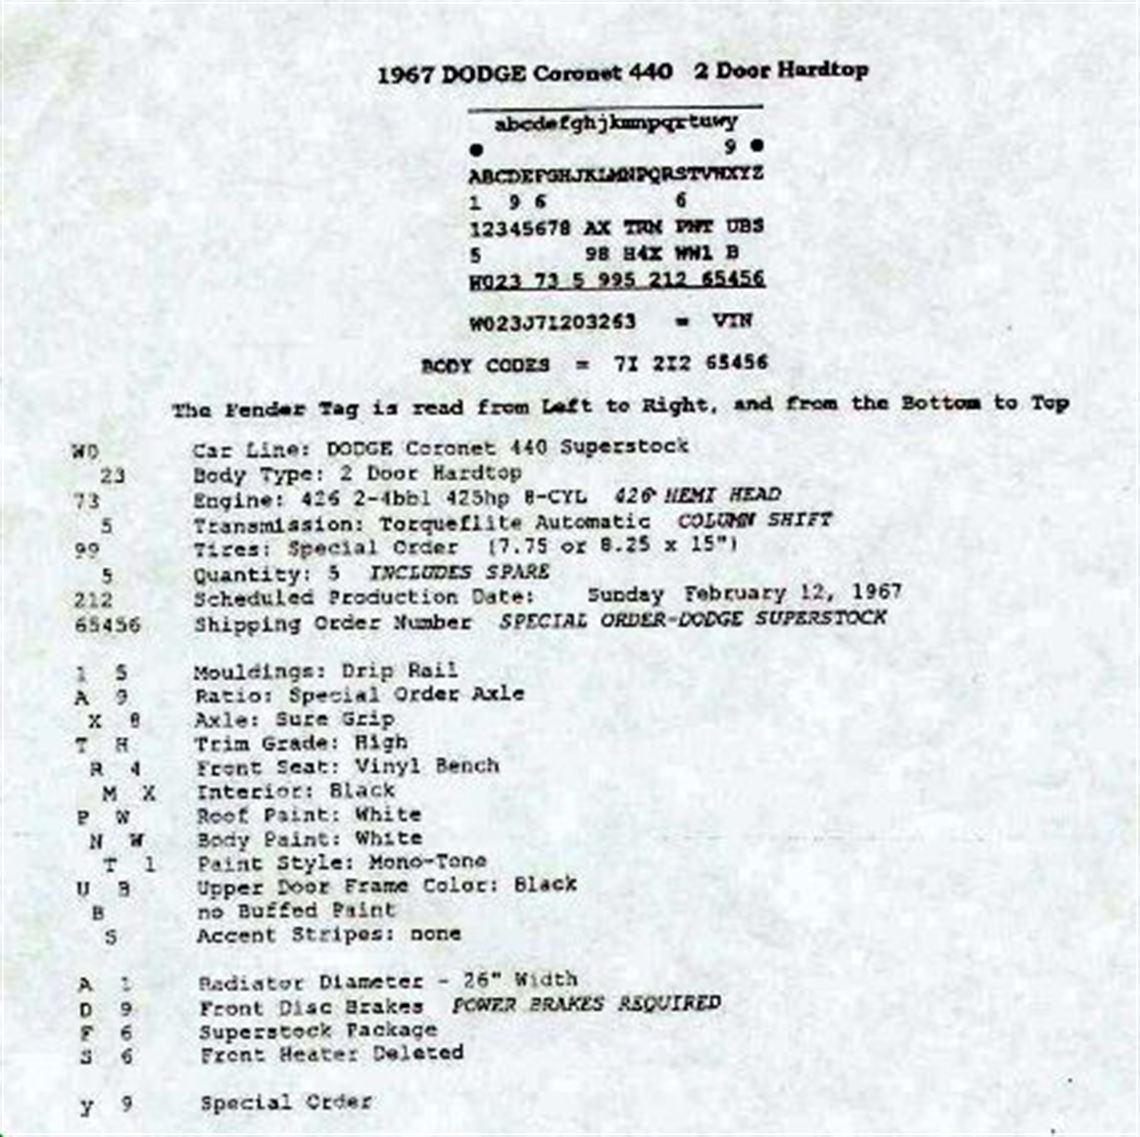 1967 DODGE Coronet 440 2 Door Hardtop
abcdefghjkmnpqrtuwy
9
ABCDEFGHJKLMNPQRSTVWXYZ
1 9 6 6
12345678 AX TRM PNT UBS
5 98 H4X WW1 B
WO23 73 5 995 212 65456
WO23J71203263 = VIN
BODY CODES = 7I 2I2 65456
The Fender Tag is read from Left to Right, and from the Bottom to Top
WO Car Line: DODGE Coronet 440 Superstock
23 Body Type: 2 Door Hardtop
73 Engine: 426 2-4bbl 425hp 8-CYL 426 HEMI HEAD
5 Transmission: Torqueflite Automatic COLUMN SHIFT
99 Tires: Special Order (7.75 or 8.25 x 15")
5 Quantity: 5 INCLUDES SPARE
212 Scheduled Production Date: Sunday February 12, 1967
65456 Shipping Order Number SPECIAL ORDER-DODGE SUPERSTOCK
1 5 Mouldings: Drip Rail
A 9 Ratio: Special Order Axle
X 8 Axle: Sure Grip
T H Trim Grade: High
R 4 Front Seat: Vinyl Bench
M X Interior: Black
P W Roof Paint: White
N W Body Paint: White
T 1 Paint Style: Mono-Tone
U B Upper Door Frame Color: Black
B no Buffed Paint
S Accent Stripes: none
A 1 Radiator Diameter - 26" Width
D 9 Front Disc Brakes POWER BRAKES REQUIRED
F 6 Superstock Package
S 6 Front Heater Deleted
y 9 Special Order